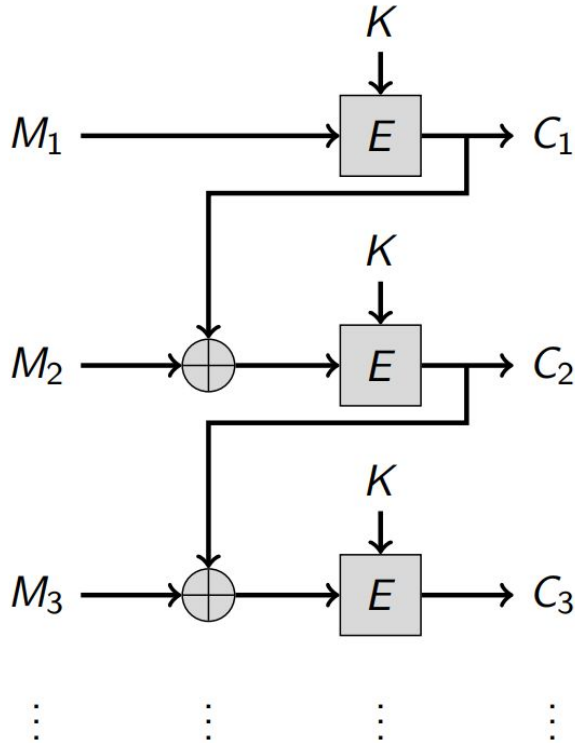 K
M₁ E C₁
K
M₂ E C₂
K
M₃ E C₃
⋮ ⋮ ⋮ ⋮